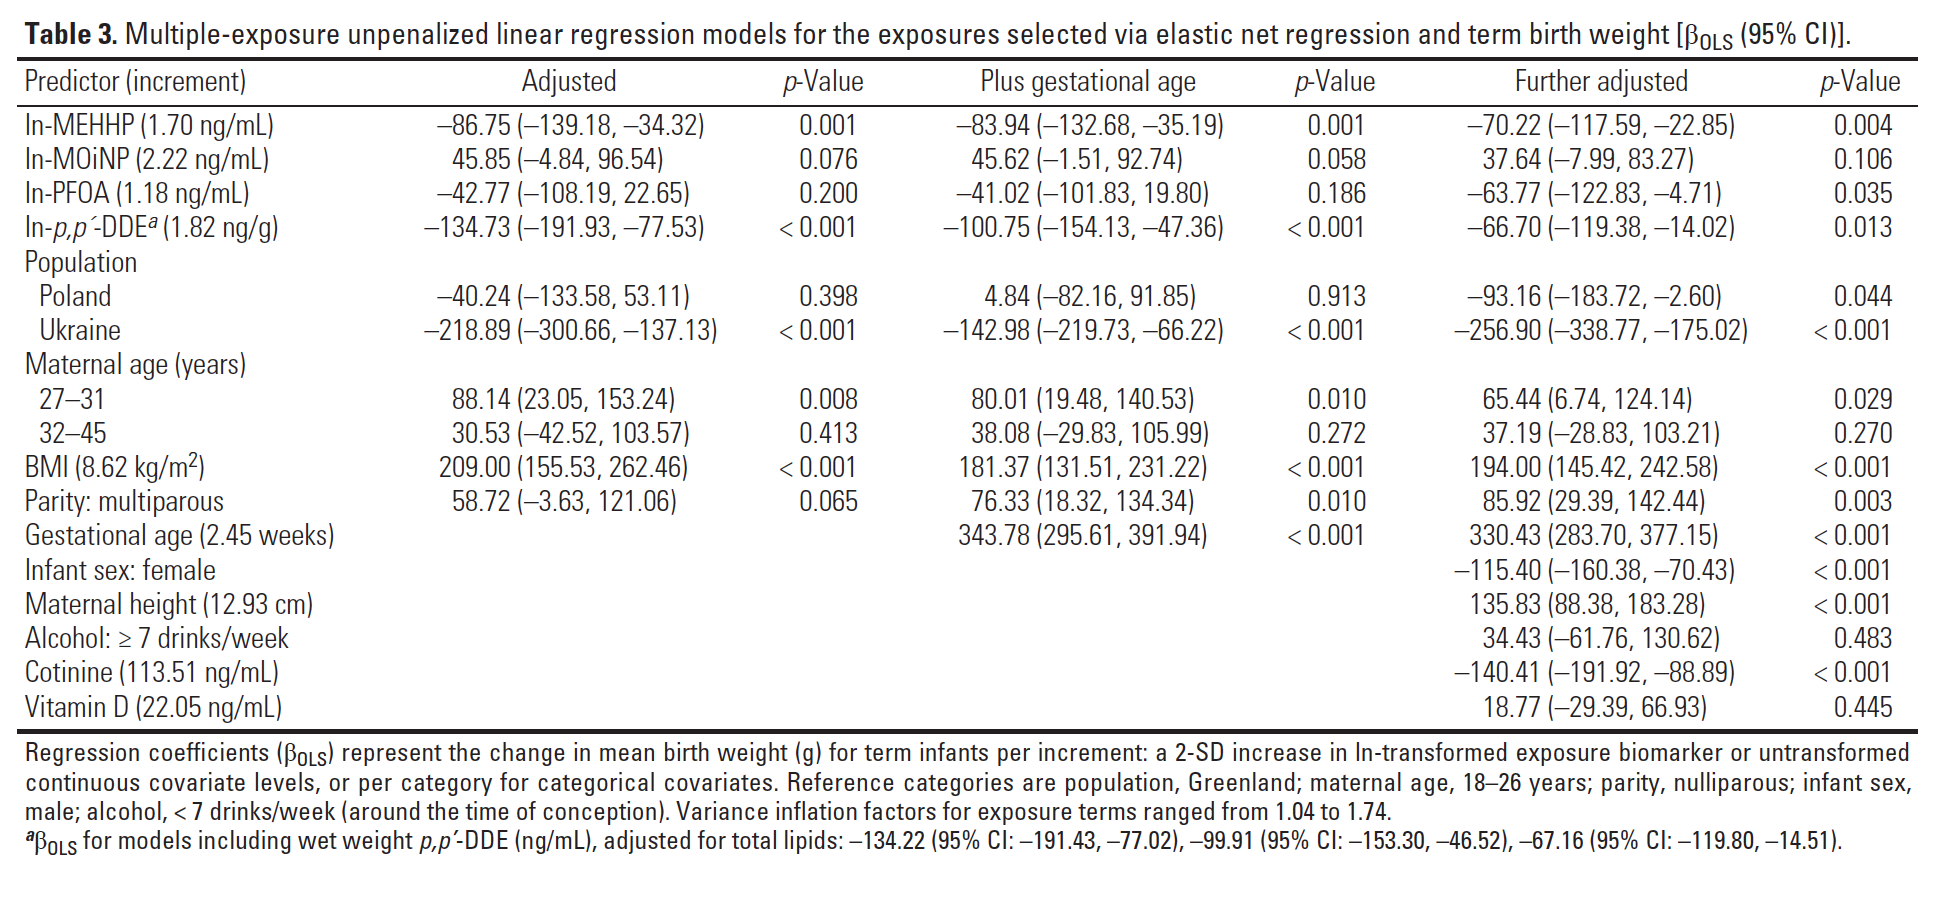 Table 3. Multiple-exposure unpenalized linear regression models for the exposures selected via elastic net regression and term birth weight [βOLS (95% CI)].
Predictor (increment) Adjusted p-Value Plus gestational age p-Value Further adjusted p-Value
ln-MEHHP (1.70 ng/mL) –86.75 (–139.18, –34.32) 0.001 –83.94 (–132.68, –35.19) 0.001 –70.22 (–117.59, –22.85) 0.004
ln-MOiNP (2.22 ng/mL) 45.85 (–4.84, 96.54) 0.076 45.62 (–1.51, 92.74) 0.058 37.64 (–7.99, 83.27) 0.106
ln-PFOA (1.18 ng/mL) –42.77 (–108.19, 22.65) 0.200 –41.02 (–101.83, 19.80) 0.186 –63.77 (–122.83, –4.71) 0.035
ln-p,p´-DDEa (1.82 ng/g) –134.73 (–191.93, –77.53) < 0.001 –100.75 (–154.13, –47.36) < 0.001 –66.70 (–119.38, –14.02) 0.013
Population
Poland –40.24 (–133.58, 53.11) 0.398 4.84 (–82.16, 91.85) 0.913 –93.16 (–183.72, –2.60) 0.044
Ukraine –218.89 (–300.66, –137.13) < 0.001 –142.98 (–219.73, –66.22) < 0.001 –256.90 (–338.77, –175.02) < 0.001
Maternal age (years)
27–31 88.14 (23.05, 153.24) 0.008 80.01 (19.48, 140.53) 0.010 65.44 (6.74, 124.14) 0.029
32–45 30.53 (–42.52, 103.57) 0.413 38.08 (–29.83, 105.99) 0.272 37.19 (–28.83, 103.21) 0.270
BMI (8.62 kg/m2) 209.00 (155.53, 262.46) < 0.001 181.37 (131.51, 231.22) < 0.001 194.00 (145.42, 242.58) < 0.001
Parity: multiparous 58.72 (–3.63, 121.06) 0.065 76.33 (18.32, 134.34) 0.010 85.92 (29.39, 142.44) 0.003
Gestational age (2.45 weeks) 343.78 (295.61, 391.94) < 0.001 330.43 (283.70, 377.15) < 0.001
Infant sex: female –115.40 (–160.38, –70.43) < 0.001
Maternal height (12.93 cm) 135.83 (88.38, 183.28) < 0.001
Alcohol: ≥ 7 drinks/week 34.43 (–61.76, 130.62) 0.483
Cotinine (113.51 ng/mL) –140.41 (–191.92, –88.89) < 0.001
Vitamin D (22.05 ng/mL) 18.77 (–29.39, 66.93) 0.445
Regression coefficients (βOLS) represent the change in mean birth weight (g) for term infants per increment: a 2-SD increase in ln-transformed exposure biomarker or untransformed
continuous covariate levels, or per category for categorical covariates. Reference categories are population, Greenland; maternal age, 18–26 years; parity, nulliparous; infant sex,
male; alcohol, < 7 drinks/week (around the time of conception). Variance inflation factors for exposure terms ranged from 1.04 to 1.74.
aβOLS for models including wet weight p,p´-DDE (ng/mL), adjusted for total lipids: –134.22 (95% CI: –191.43, –77.02), –99.91 (95% CI: –153.30, –46.52), –67.16 (95% CI: –119.80, –14.51).